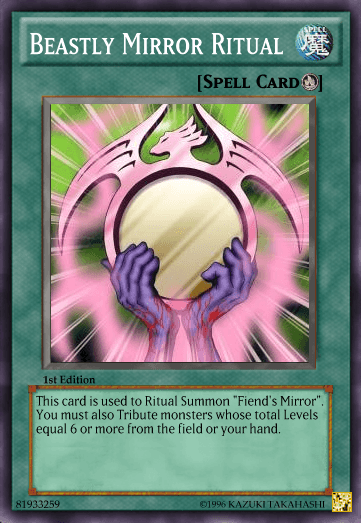 BEASTLY MIRROR RITUAL
SPELL
魔
[SPELL CARD]
1st Edition
This card is used to Ritual Summon "Fiend's Mirror".
You must also Tribute monsters whose total Levels
equal 6 or more from the field or your hand.
81933259
©1996 KAZUKI TAKAHASHI